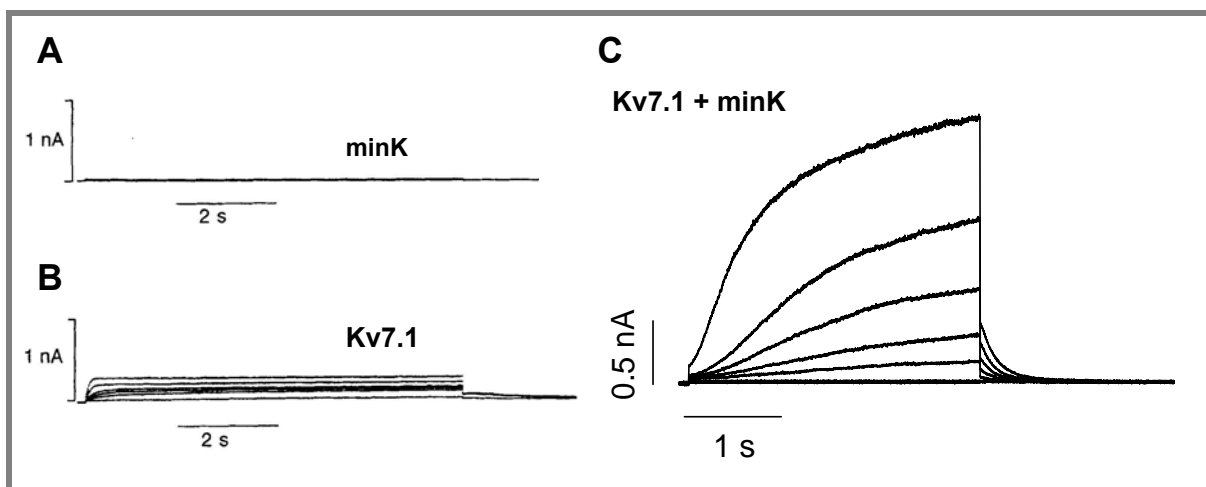 A
1 nA
minK
2 s
B
1 nA
Kv7.1
2 s
C
Kv7.1 + minK
0.5 nA
1 s